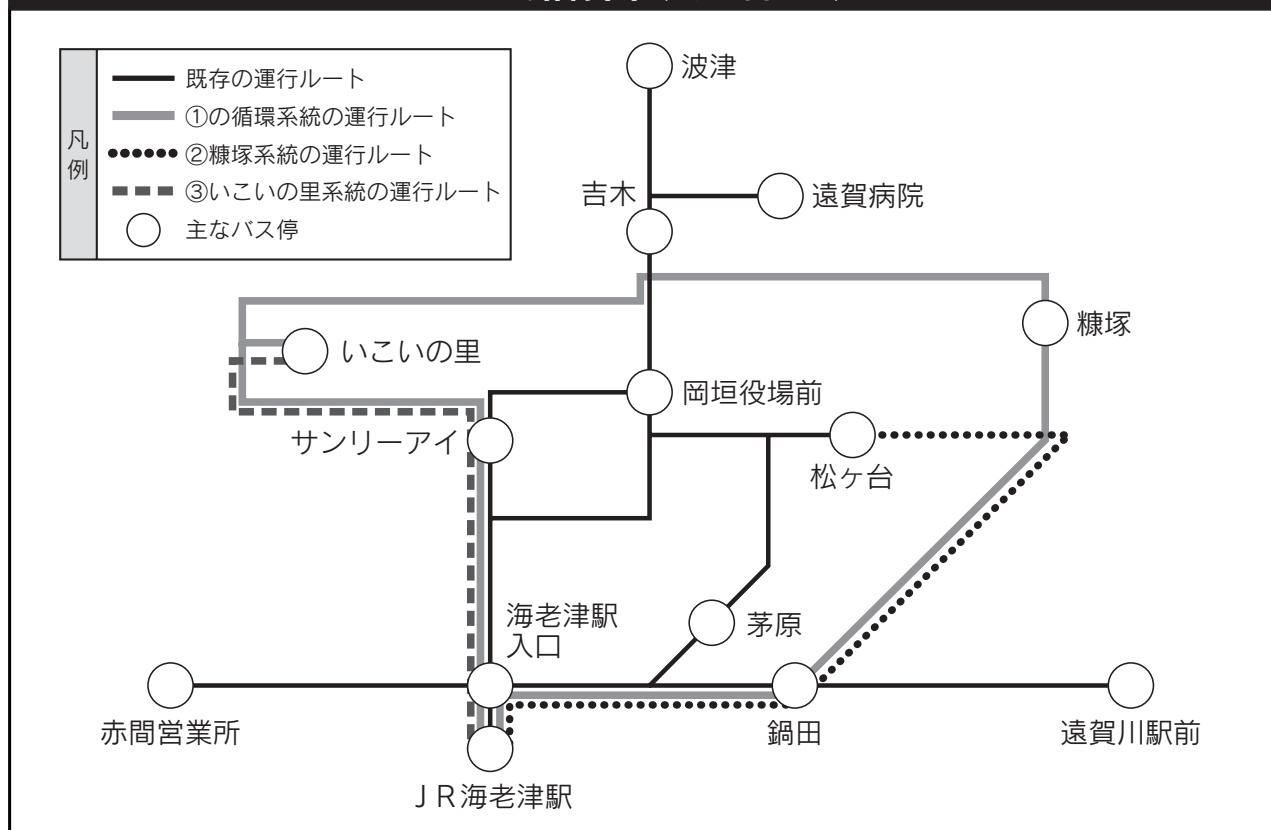 凡例
既存の運行ルート
①の循環系統の運行ルート
②糠塚系統の運行ルート
③いこいの里系統の運行ルート
主なバス停
波津
吉木
遠賀病院
糠塚
いこいの里
岡垣役場前
サンリーアイ
松ヶ台
海老津駅
入口
茅原
赤間営業所
鍋田
遠賀川駅前
ＪＲ海老津駅